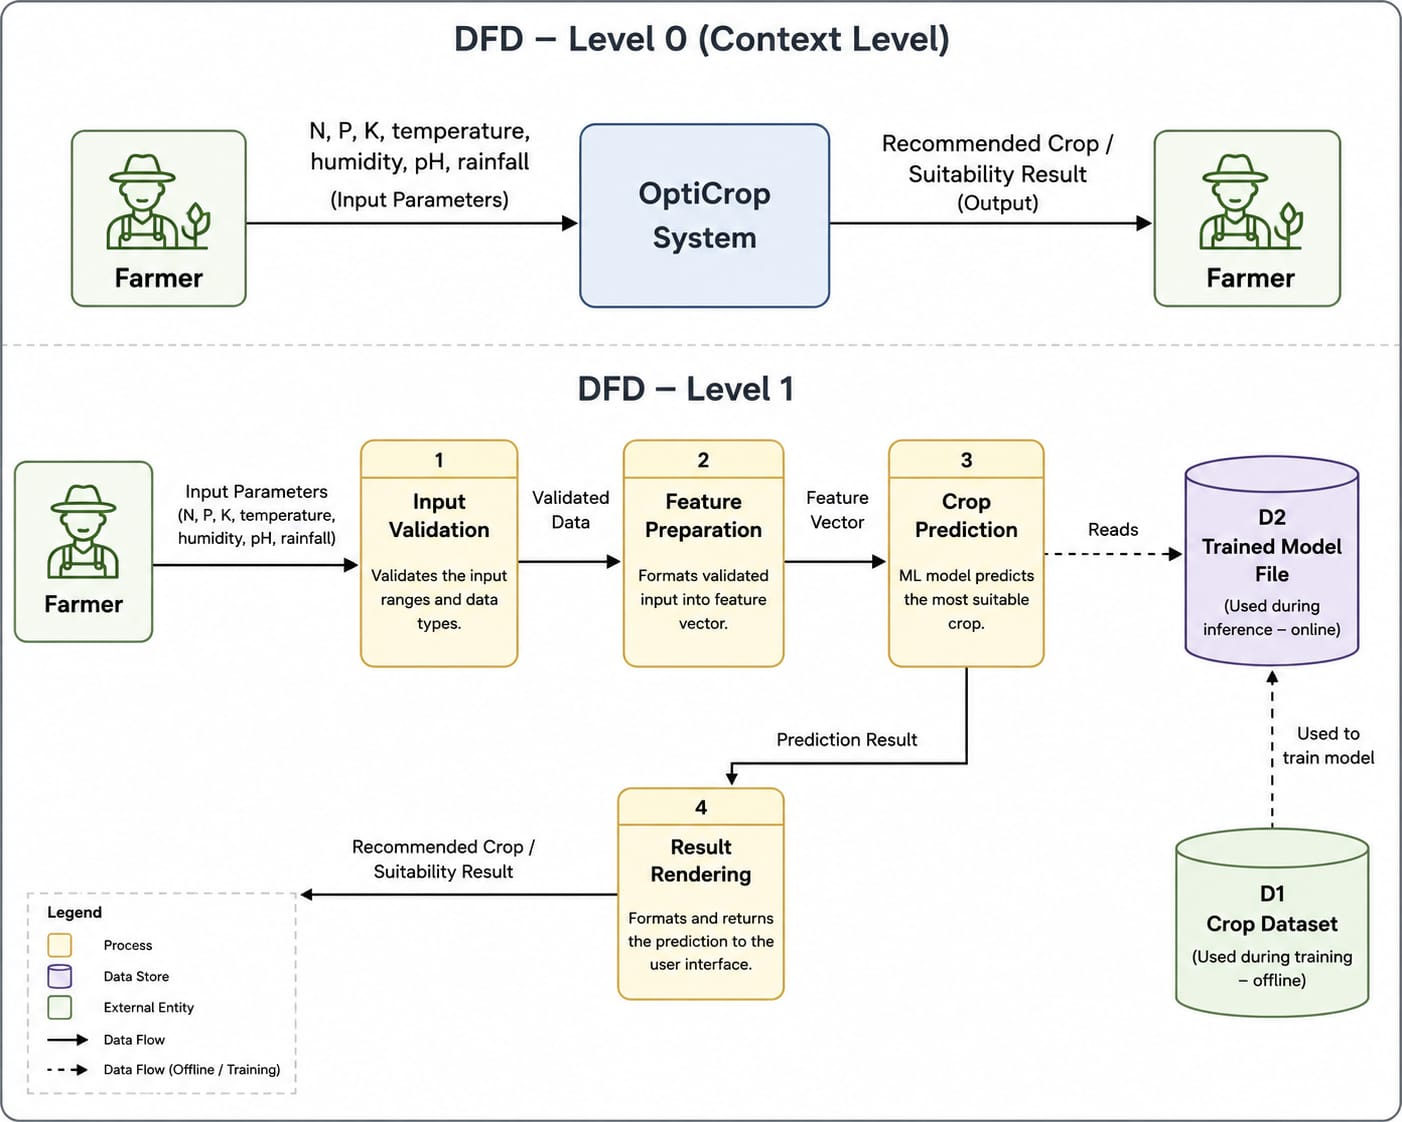 DFD – Level 0 (Context Level)
N, P, K, temperature,
humidity, pH, rainfall
(Input Parameters)
Farmer
OptiCrop
System
Recommended Crop /
Suitability Result
(Output)
Farmer
DFD – Level 1
Farmer
Input Parameters
(N, P, K, temperature,
humidity, pH, rainfall)
1
Input
Validation
Validates the input
ranges and data
types.
Validated
Data
2
Feature
Preparation
Formats validated
input into feature
vector.
Feature
Vector
3
Crop
Prediction
ML model predicts
the most suitable
crop.
Reads
D2
Trained Model
File
(Used during
inference – online)
Used to
train model
D1
Crop Dataset
(Used during training
– offline)
Prediction Result
4
Result
Rendering
Formats and returns
the prediction to the
user interface.
Recommended Crop /
Suitability Result
Legend
Process
Data Store
External Entity
Data Flow
Data Flow (Offline / Training)